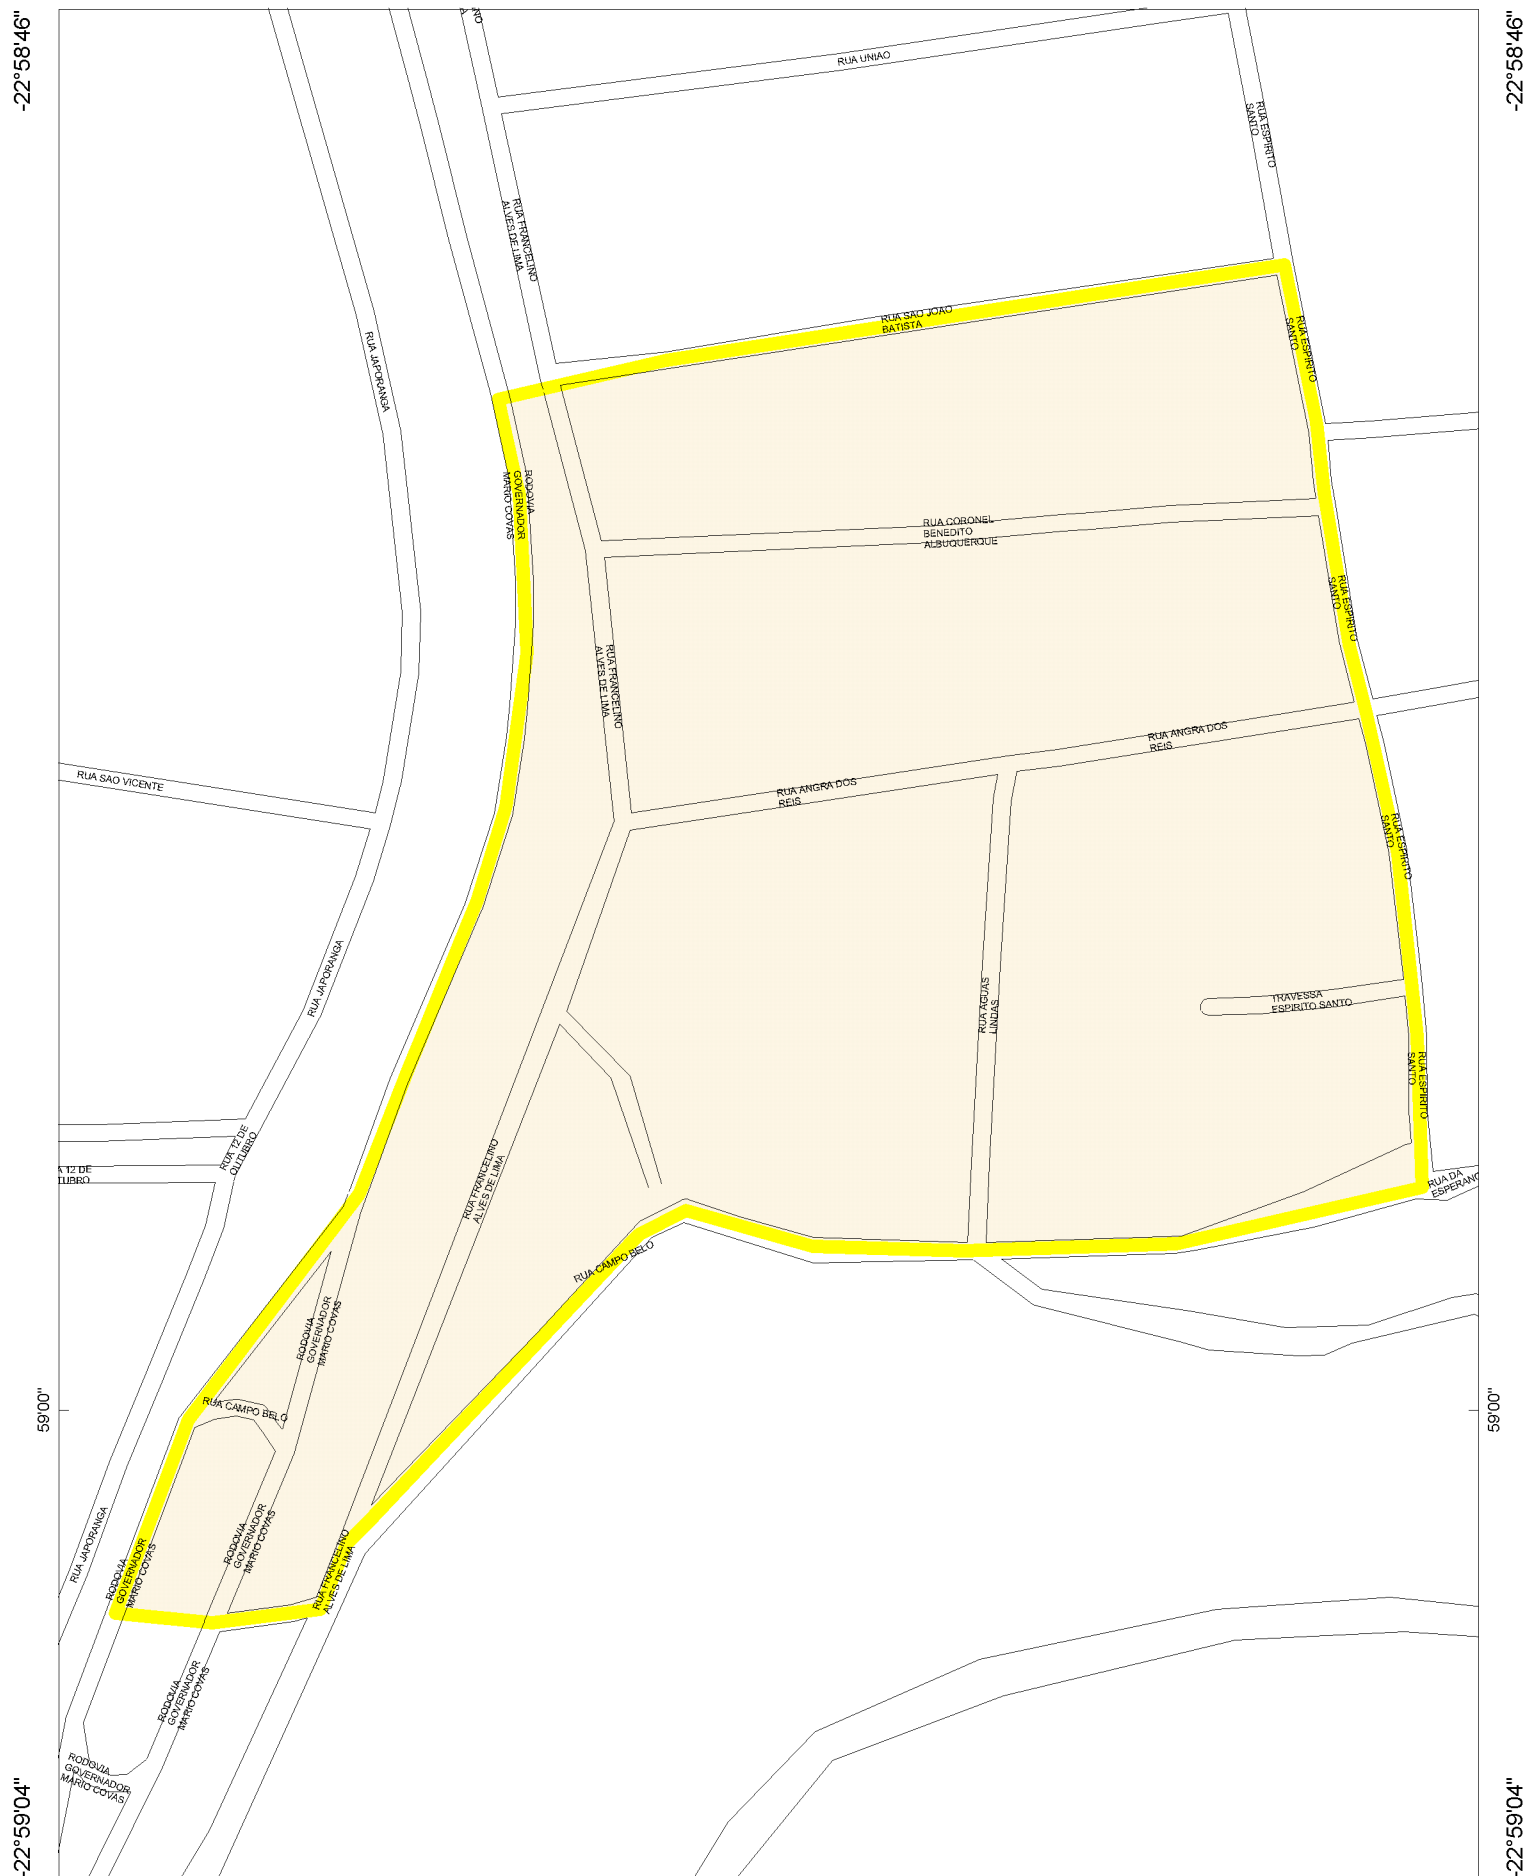 -22°58'46"
-22°58'46"
NO
RUA UNIAO
RUA ESPIRITO
SANTO
RUA FRANCELINO
ALVES DE LIMA
RUA SAO JOAO
BATISTA
RUA ESPIRITO
SANTO
RUA JAPORANGA
RODOVIA
GOVERNADOR
MARIO COVAS
RUA CORONEL
BENEDITO
ALBUQUERQUE
RUA ESPIRITO
SANTO
RUA FRANCELINO
ALVES DE LIMA
RUA ANGRA DOS
REIS
RUA SAO VICENTE
RUA ANGRA DOS
REIS
RUA ESPIRITO
SANTO
RUA JAPORANGA
RUA AGUAS
LINDAS
TRAVESSA
ESPIRITO SANTO
RUA ESPIRITO
SANTO
RUA 12 DE
OUTUBRO
A 12 DE
TUBRO
RUA FRANCELINO
ALVES DE LIMA
RUA DA
ESPERANC
RUA CAMPO BELO
RODOVIA
GOVERNADOR
MARIO COVAS
RUA CAMPO BELO
59'00"
59'00"
RUA JAPORANGA
RODOVIA
GOVERNADOR
MARIO COVAS
RODOVIA
GOVERNADOR
MARIO COVAS
RUA FRANCELINO
ALVES DE LIMA
RODOVIA
GOVERNADOR
MARIO COVAS
RODOVIA
GOVERNADOR
MARIO COVAS
-22°59'04"
-22°59'04"